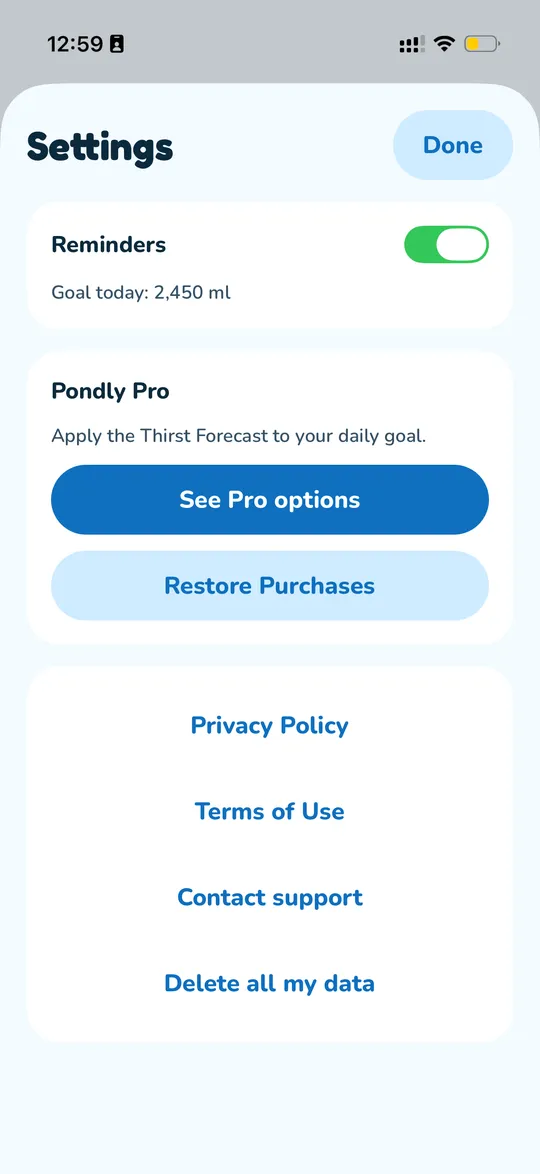 12:59
Settings
Done
Reminders
Goal today: 2,450 ml
Pondly Pro
Apply the Thirst Forecast to your daily goal.
See Pro options
Restore Purchases
Privacy Policy
Terms of Use
Contact support
Delete all my data